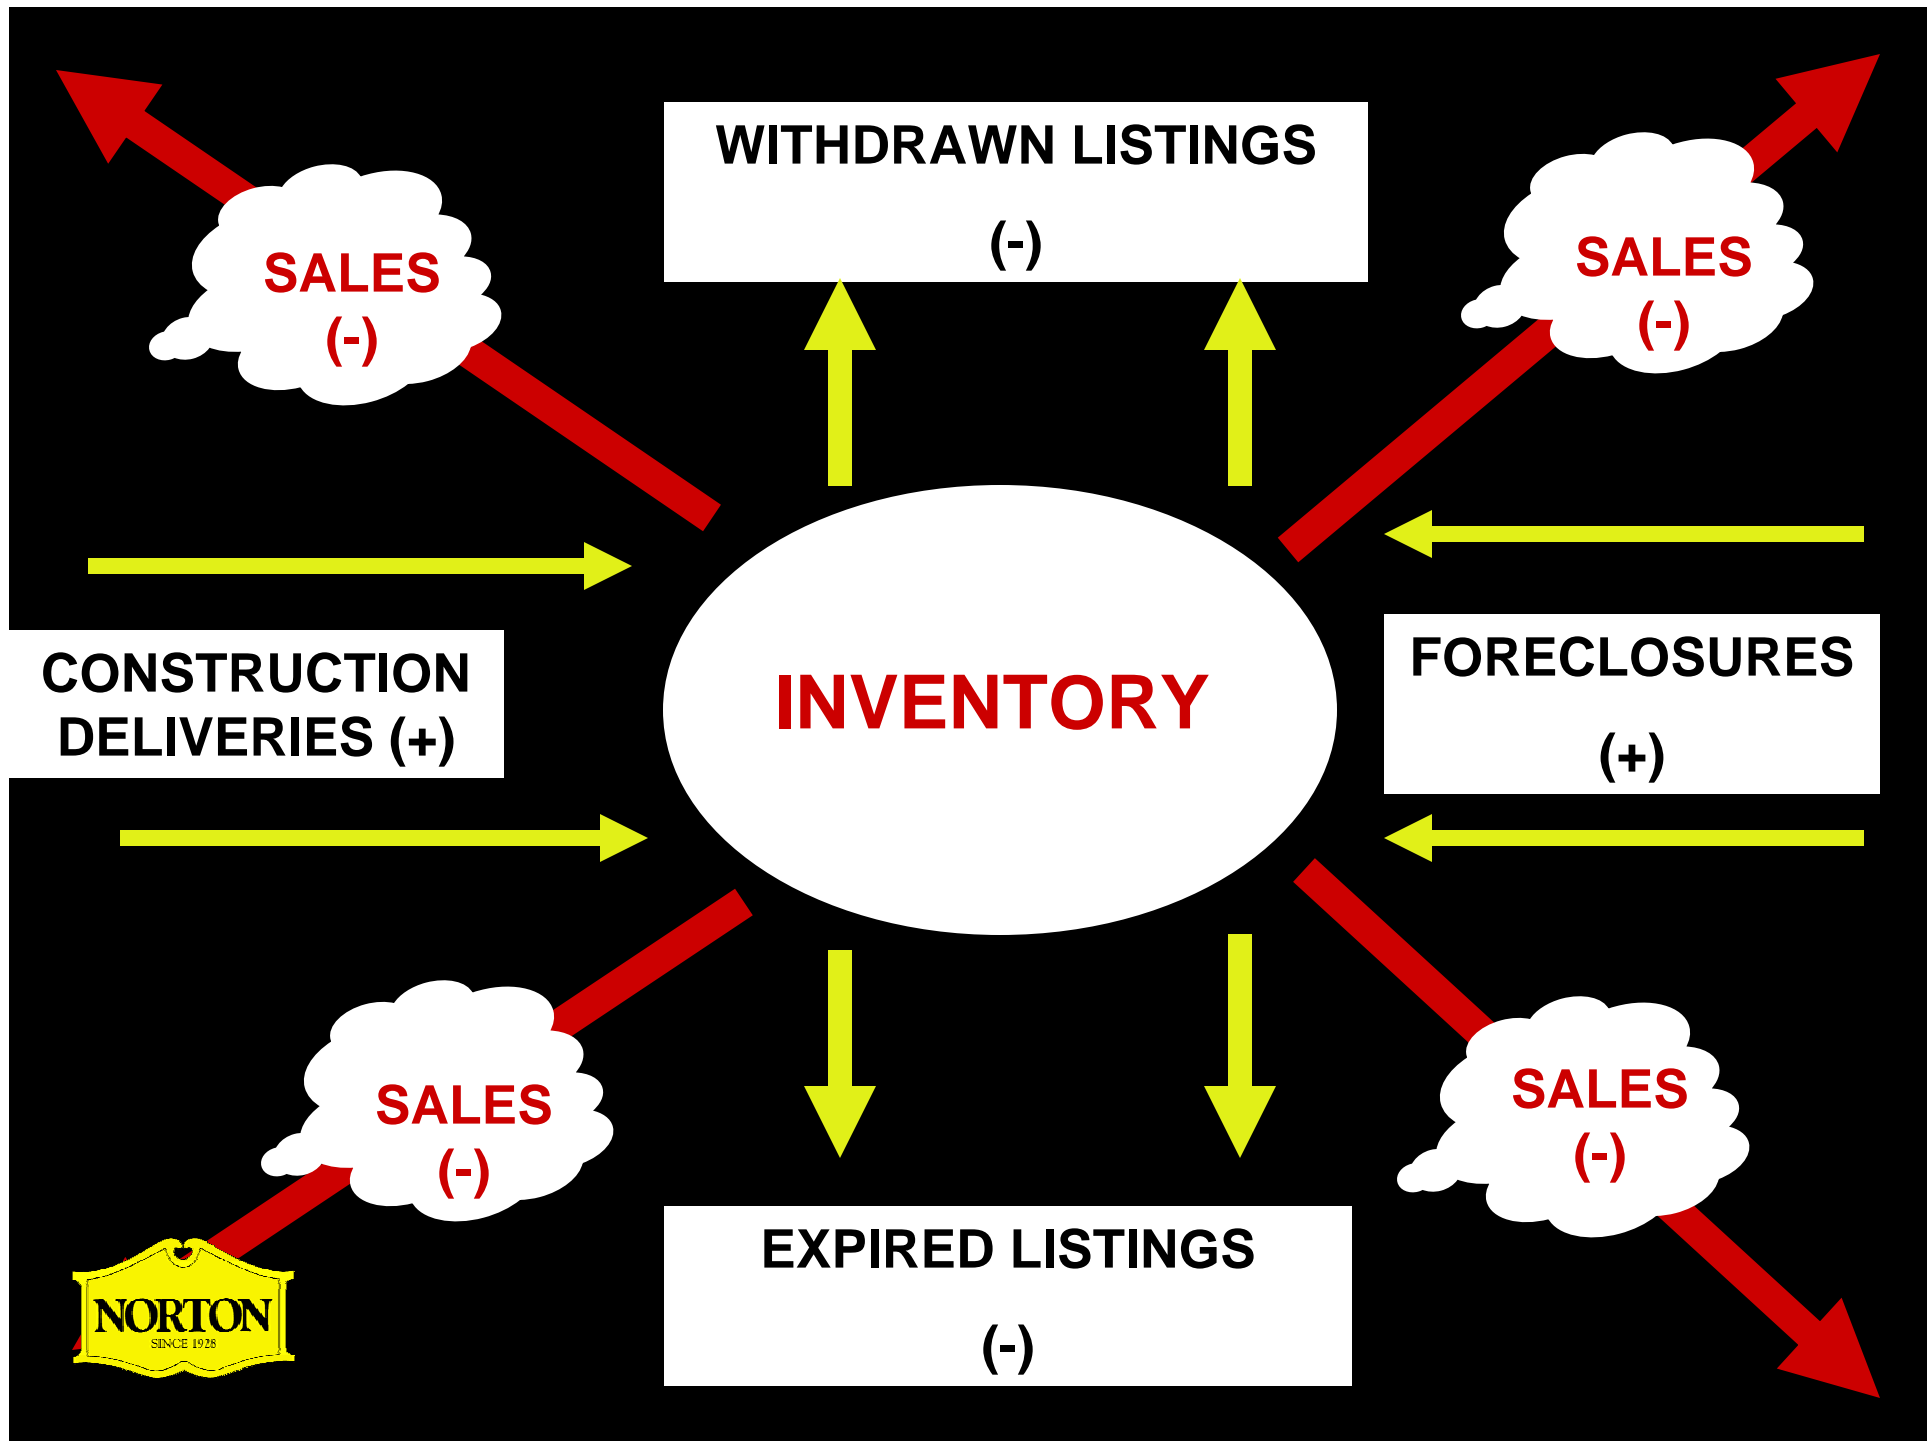 WITHDRAWN LISTINGS
(-)
SALES
(-)
SALES
(-)
CONSTRUCTION
DELIVERIES (+)
INVENTORY
FORECLOSURES
(+)
SALES
(-)
SALES
(-)
EXPIRED LISTINGS
(-)
NORTON
SINCE 1928